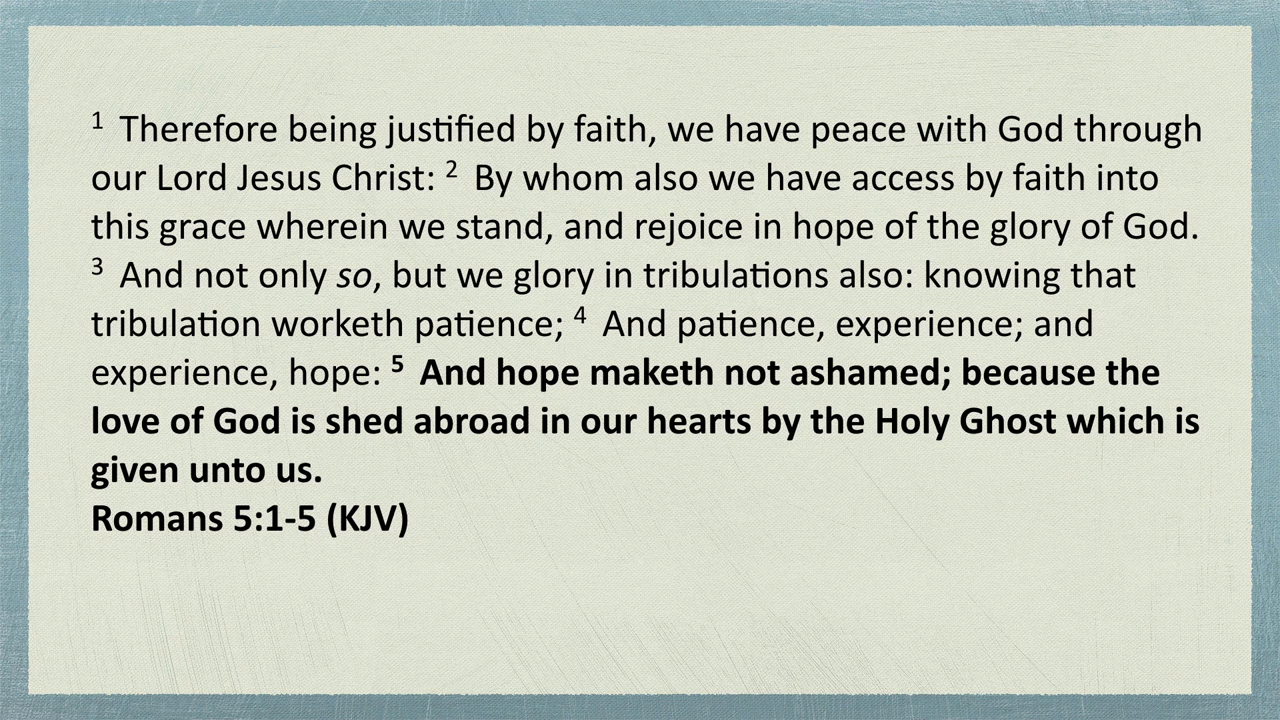 1 Therefore being justified by faith, we have peace with God through
our Lord Jesus Christ: 2 By whom also we have access by faith into
this grace wherein we stand, and rejoice in hope of the glory of God.
3 And not only so, but we glory in tribulations also: knowing that
tribulation worketh patience; 4 And patience, experience; and
experience, hope: 5 And hope maketh not ashamed; because the
love of God is shed abroad in our hearts by the Holy Ghost which is
given unto us.
Romans 5:1-5 (KJV)